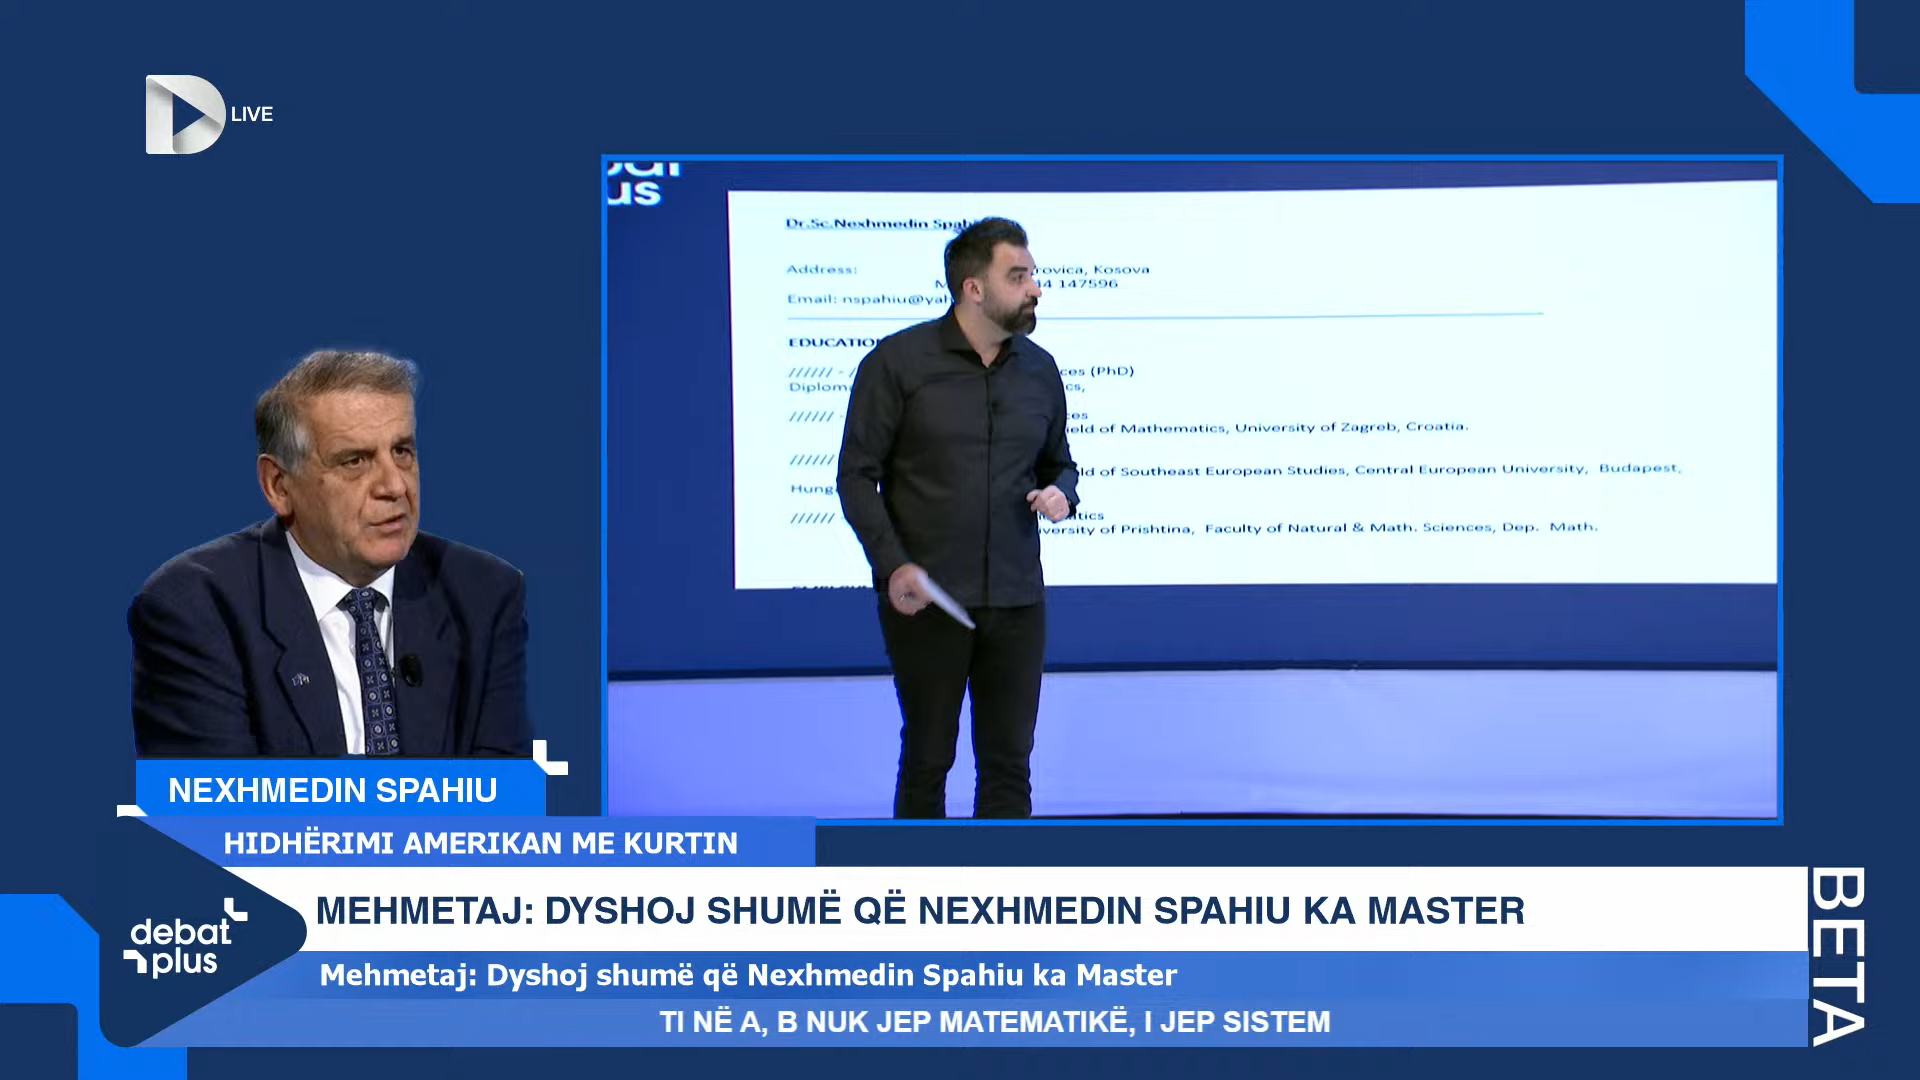 LIVE
us
Dr.Sc.Nexhmedin
Address: rovica, Kosova
147596
Email: nspahiu@yah
EDUCATIO
////// - / ces (PhD)
Diplom cs,
////// - ces
ield of Mathematics, University of Zagreb, Croatia.
////// ld of Southeast European Studies, Central European University, Budapest,
Hung
////// - tics
versity of Prishtina, Faculty of Natural & Math. Sciences, Dep. Math.
NEXHMEDIN SPAHIU
HIDHËRIMI AMERIKAN ME KURTIN
MEHMETAJ: DYSHOJ SHUMË QË NEXHMEDIN SPAHIU KA MASTER
debat
plus
Mehmetaj: Dyshoj shumë që Nexhmedin Spahiu ka Master
TI NË A, B NUK JEP MATEMATIKË, I JEP SISTEM
BETA